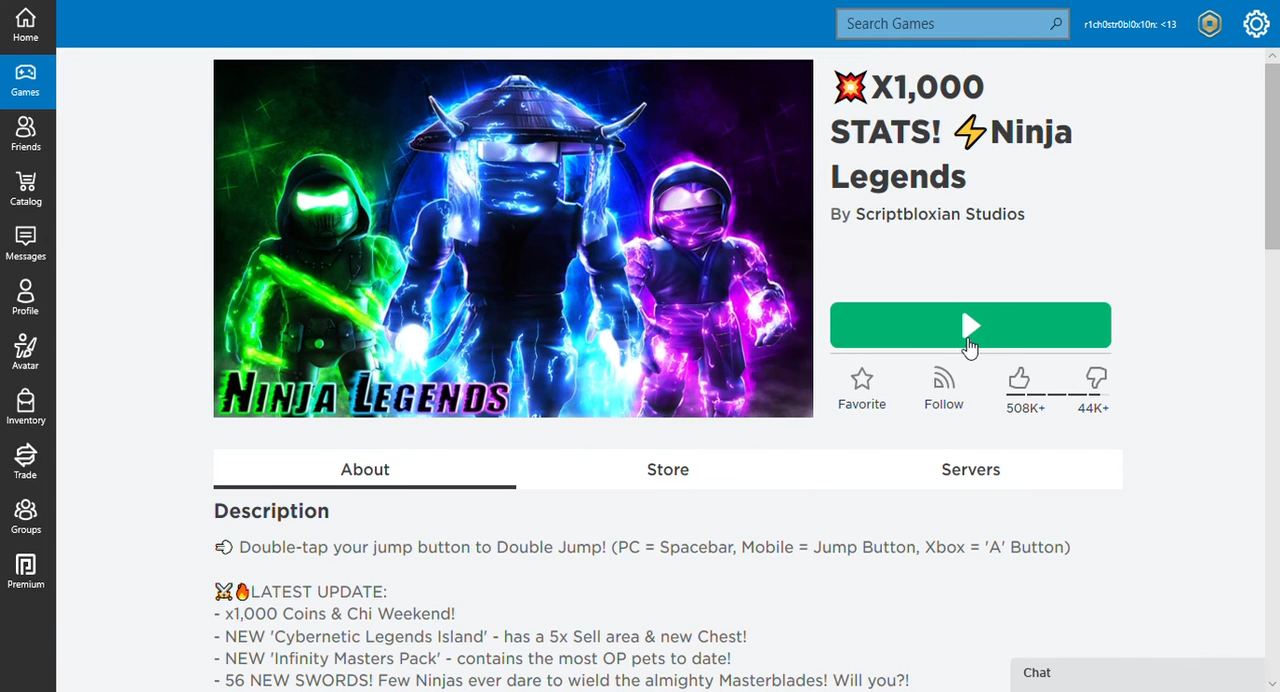 Home
Games
Friends
Catalog
Messages
Profile
Avatar
Inventory
Trade
Groups
Premium
Search Games
r1ch0str0bl0x10n: <13
NINJA LEGENDS
💥X1,000
STATS! ⚡Ninja
Legends
By Scriptbloxian Studios
Favorite
Follow
508K+
44K+
About
Store
Servers
Description
💨 Double-tap your jump button to Double Jump! (PC = Spacebar, Mobile = Jump Button, Xbox = 'A' Button)
⚔️🔥LATEST UPDATE:
- x1,000 Coins & Chi Weekend!
- NEW 'Cybernetic Legends Island' - has a 5x Sell area & new Chest!
- NEW 'Infinity Masters Pack' - contains the most OP pets to date!
- 56 NEW SWORDS! Few Ninjas ever dare to wield the almighty Masterblades! Will you?!
Chat